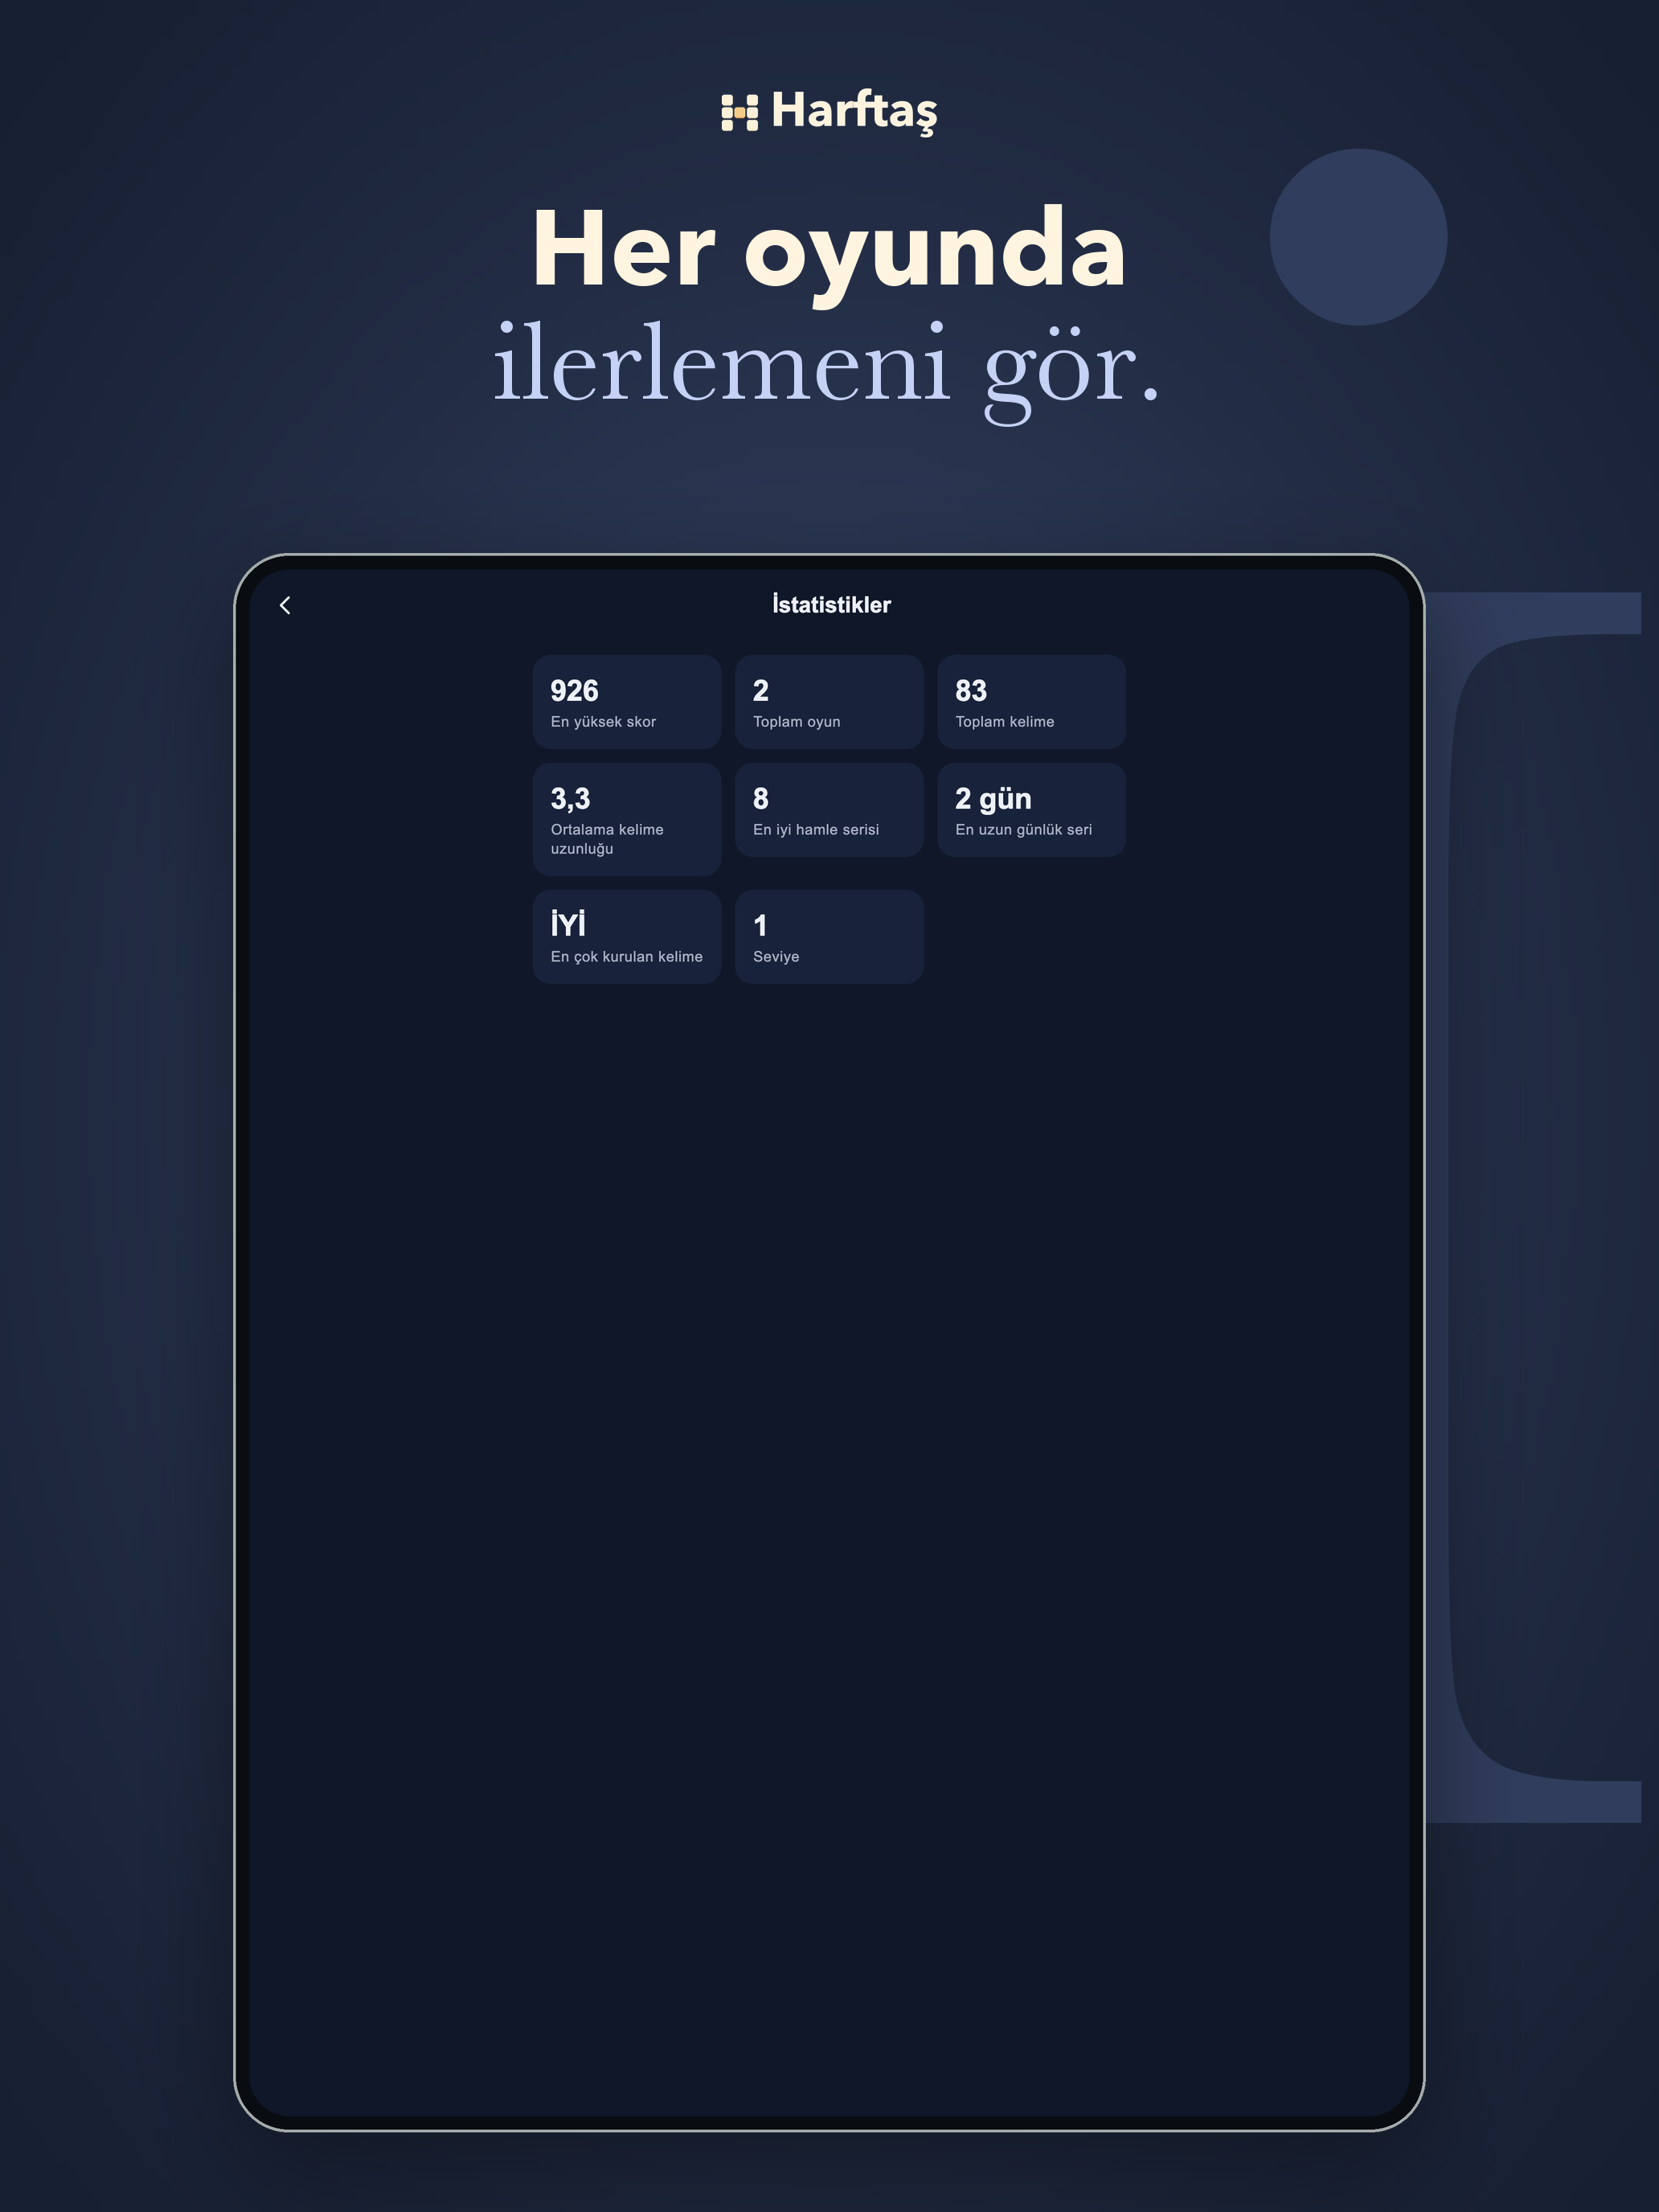 Harftaş
Her oyunda
ilerlemeni gör.
İstatistikler
926
En yüksek skor
2
Toplam oyun
83
Toplam kelime
3,3
Ortalama kelime
uzunluğu
8
En iyi hamle serisi
2 gün
En uzun günlük seri
İYİ
En çok kurulan kelime
1
Seviye